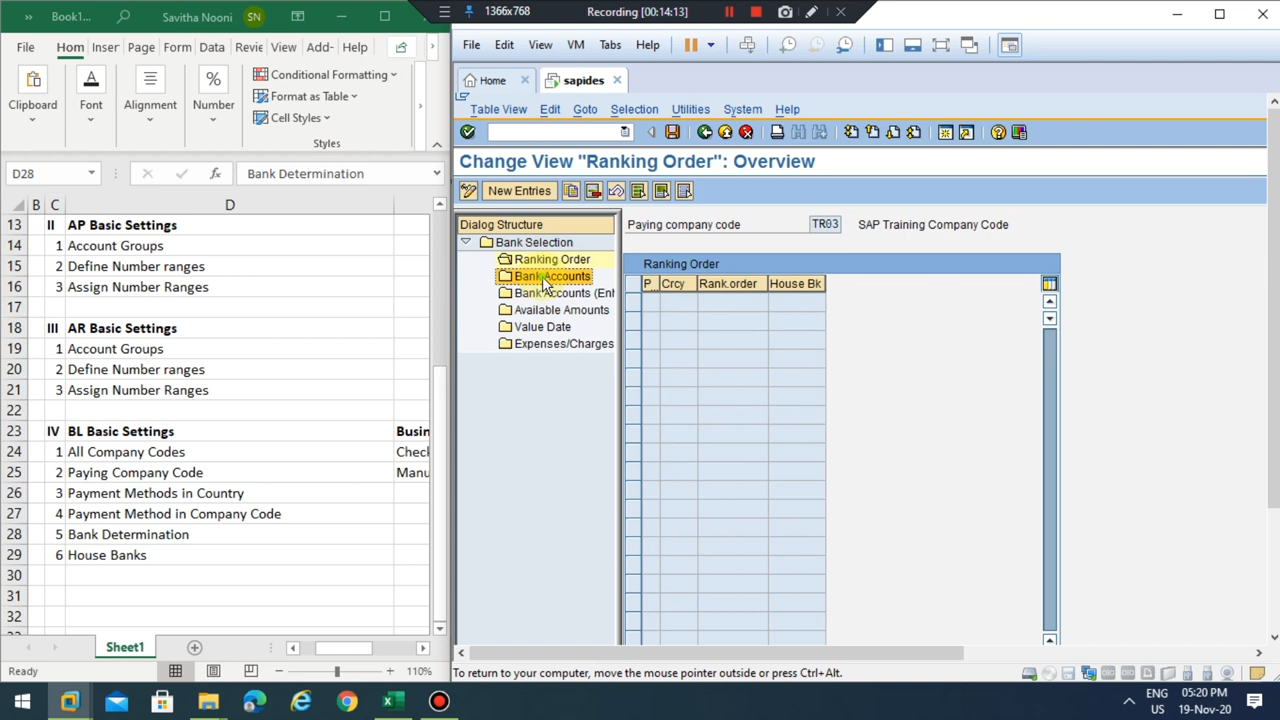 Book1...
Savitha Nooni
SN
File Hom Inser Page Form Data Revie View Add- Help
Clipboard
Font
Alignment
Number
Conditional Formatting
Format as Table
Cell Styles
Styles
D28
fx
Bank Determination
B C D
13 II AP Basic Settings
14 1 Account Groups
15 2 Define Number ranges
16 3 Assign Number Ranges
17
18 III AR Basic Settings
19 1 Account Groups
20 2 Define Number ranges
21 3 Assign Number Ranges
22
23 IV BL Basic Settings Busin
24 1 All Company Codes Check
25 2 Paying Company Code Manu
26 3 Payment Methods in Country
27 4 Payment Method in Company Code
28 5 Bank Determination
29 6 House Banks
30
31
32
Sheet1
Ready
110%
1366x768
Recording [00:14:13]
File Edit View VM Tabs Help
Home
sapides
Table View Edit Goto Selection Utilities System Help
Change View "Ranking Order": Overview
New Entries
Dialog Structure
Bank Selection
Ranking Order
Bank Accounts
Bank Accounts (Enh
Available Amounts
Value Date
Expenses/Charges
Paying company code TR03 SAP Training Company Code
Ranking Order
P.. Crcy Rank.order House Bk
To return to your computer, move the mouse pointer outside or press Ctrl+Alt.
ENG
US
05:20 PM
19-Nov-20